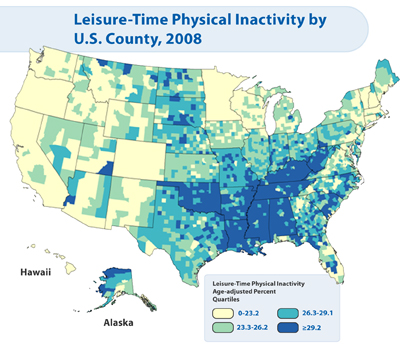 Leisure-Time Physical Inactivity by
U.S. County, 2008
Hawaii
Alaska
Leisure-Time Physical Inactivity
Age-adjusted Percent
Quartiles
0-23.2
26.3-29.1
23.3-26.2
≥29.2